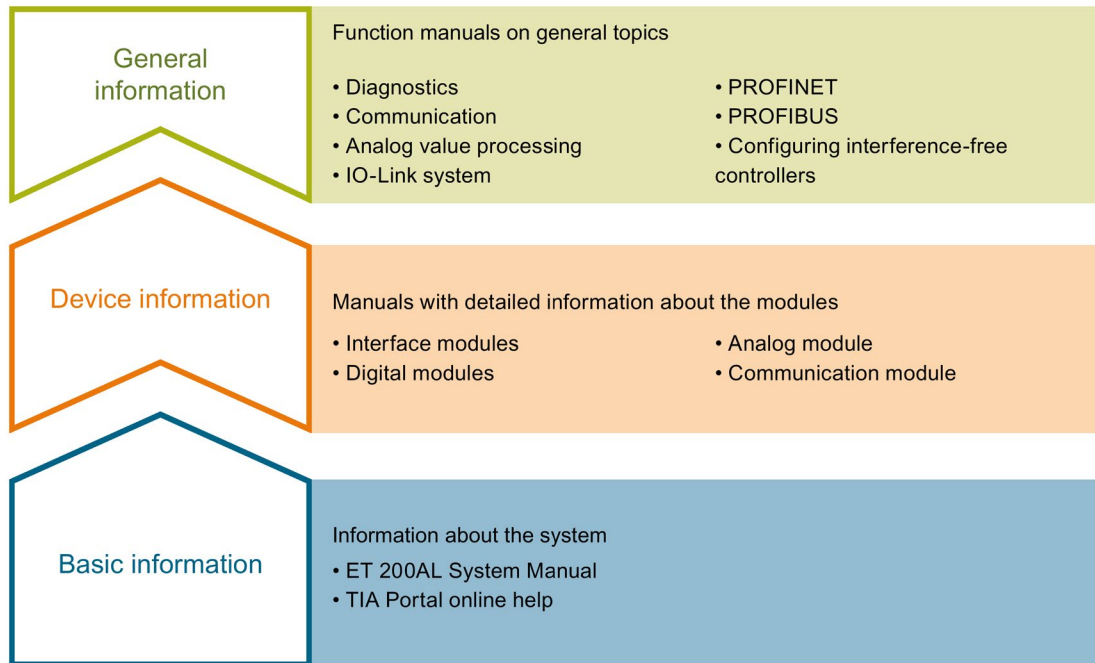 General
information
Function manuals on general topics
• Diagnostics
• Communication
• Analog value processing
• IO-Link system
• PROFINET
• PROFIBUS
• Configuring interference-free
controllers
Device information
Manuals with detailed information about the modules
• Interface modules
• Digital modules
• Analog module
• Communication module
Basic information
Information about the system
• ET 200AL System Manual
• TIA Portal online help